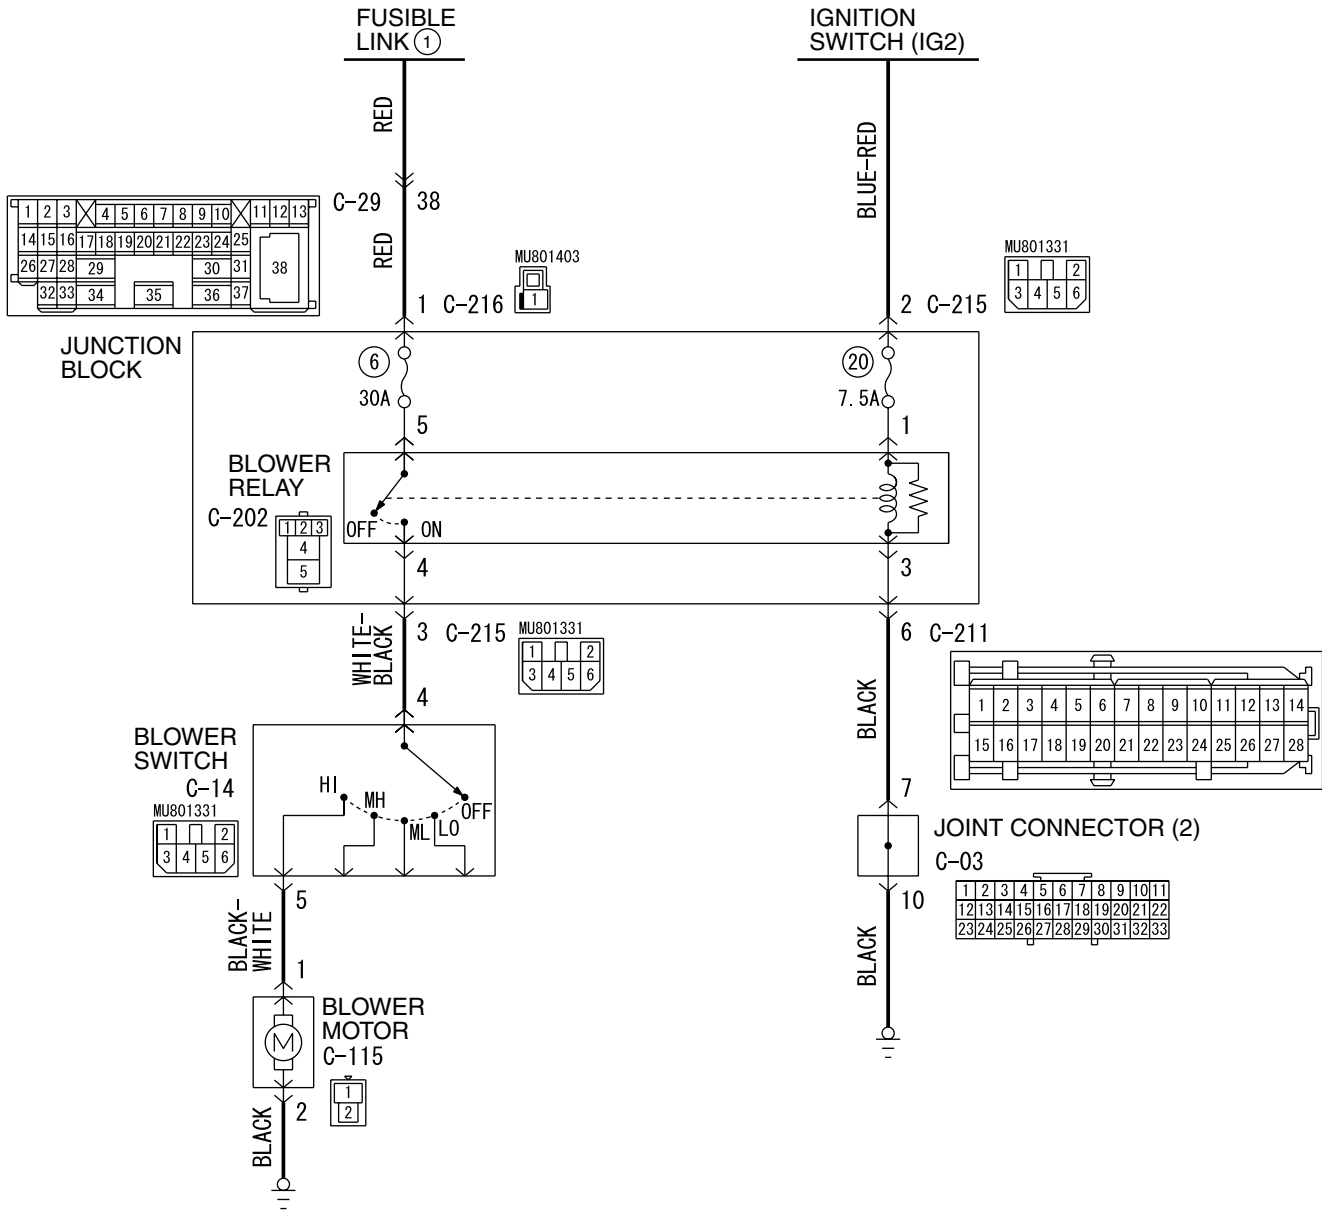 FUSIBLE
LINK 1
IGNITION
SWITCH (IG2)
RED
BLUE-RED
C-29 38
1 2 3 4 5 6 7 8 9 10 11 12 13
14 15 16 17 18 19 20 21 22 23 24 25
26 27 28 29 30 31 38
32 33 34 35 36 37
RED
MU801403
1
1 C-216
MU801331
1 2
3 4 5 6
2 C-215
JUNCTION
BLOCK
6
30A
20
7.5A
5
1
BLOWER
RELAY
C-202
1 2 3
4
5
OFF ON
4
3
WHITE-
BLACK
3 C-215
MU801331
1 2
3 4 5 6
6 C-211
1 2 3 4 5 6 7 8 9 10 11 12 13 14
15 16 17 18 19 20 21 22 23 24 25 26 27 28
4
BLACK
BLOWER
SWITCH
C-14
MU801331
1 2
3 4 5 6
HI MH ML LO OFF
7
JOINT CONNECTOR (2)
C-03
1 2 3 4 5 6 7 8 9 10 11
12 13 14 15 16 17 18 19 20 21 22
23 24 25 26 27 28 29 30 31 32 33
10
BLACK
5
BLACK-
WHITE
1
BLOWER
MOTOR
C-115
M
1
2
2
BLACK